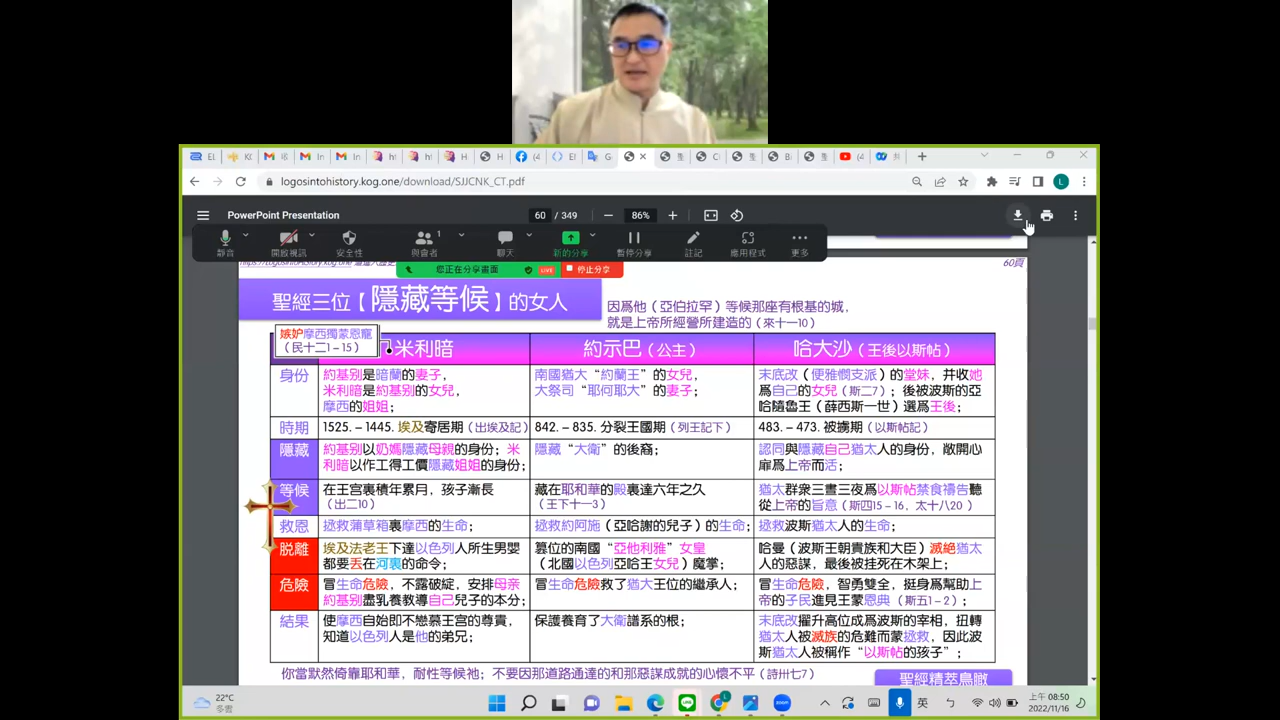 logosintohistory.kog.one/download/SJJCNK_CT.pdf
PowerPoint Presentation
60 / 349
86%
靜音
開啟視訊
安全性
與會者
1
聊天
新的分享
暫停分享
註記
應用程式
更多
您正在分享畫面
LIVE
停止分享
60頁
聖經三位【隱藏等候】的女人
因爲他(亞伯拉罕)等候那座有根基的城,
就是上帝所經營所建造的(來十一10)
嫉妒摩西獨蒙恩寵
(民十二1-15)
米利暗
約示巴(公主)
哈大沙(王後以斯帖)
身份
約基别是暗蘭的妻子,
米利暗是約基别的女兒,
摩西的姐姐;
南國猶大“約蘭王”的女兒,
大祭司“耶何耶大”的妻子;
末底改(便雅憫支派)的堂妹,并收她
爲自己的女兒(斯二7);後被波斯的亞
哈隨魯王(薛西斯一世)選爲王後;
時期
1525. – 1445. 埃及寄居期(出埃及記)
842. – 835. 分裂王國期(列王記下)
483. – 473. 被擄期(以斯帖記)
隱藏
約基别以奶媽隱藏母親的身份;米
利暗以作工得工價隱藏姐姐的身份;
隱藏“大衛”的後裔;
認同與隱藏自己猶太人的身份,敞開心
扉爲上帝而活;
等候
在王宫裏積年累月,孩子漸長
(出二10)
藏在耶和華的殿裏達六年之久
(王下十一3)
猶太群衆三晝三夜爲以斯帖禁食禱告聽
從上帝的旨意(斯四15-16,太十八20)
救恩
拯救蒲草箱裏摩西的生命;
拯救約阿施(亞哈謝的兒子)的生命;
拯救波斯猶太人的生命;
脱離
埃及法老王下達以色列人所生男嬰
都要丢在河裏的命令;
篡位的南國“亞他利雅”女皇
(北國以色列亞哈王女兒)魔掌;
哈曼(波斯王朝貴族和大臣)滅絶猶太
人的惡謀,最後被挂死在木架上;
危險
冒生命危險,不露破綻,安排母亲
約基别盡乳養教導自己兒子的本分;
冒生命危險救了猶大王位的繼承人;
冒生命危險,智勇雙全,挺身爲幫助上
帝的子民進見王蒙恩典(斯五1-2);
結果
使摩西自始即不戀慕王宫的尊貴,
知道以色列人是他的弟兄;
保護養育了大衛譜系的根;
末底改擢升高位成爲波斯的宰相,扭轉
猶太人被滅族的危難而蒙拯救,因此波
斯猶太人被稱作“以斯帖的孩子”;
你當默然倚靠耶和華,耐性等候祂;不要因那道路通達的和那惡謀成就的心懷不平(詩卅七7)
聖經精萃鳥瞰
22°C
多雲
英
上午 08:50
2022/11/16